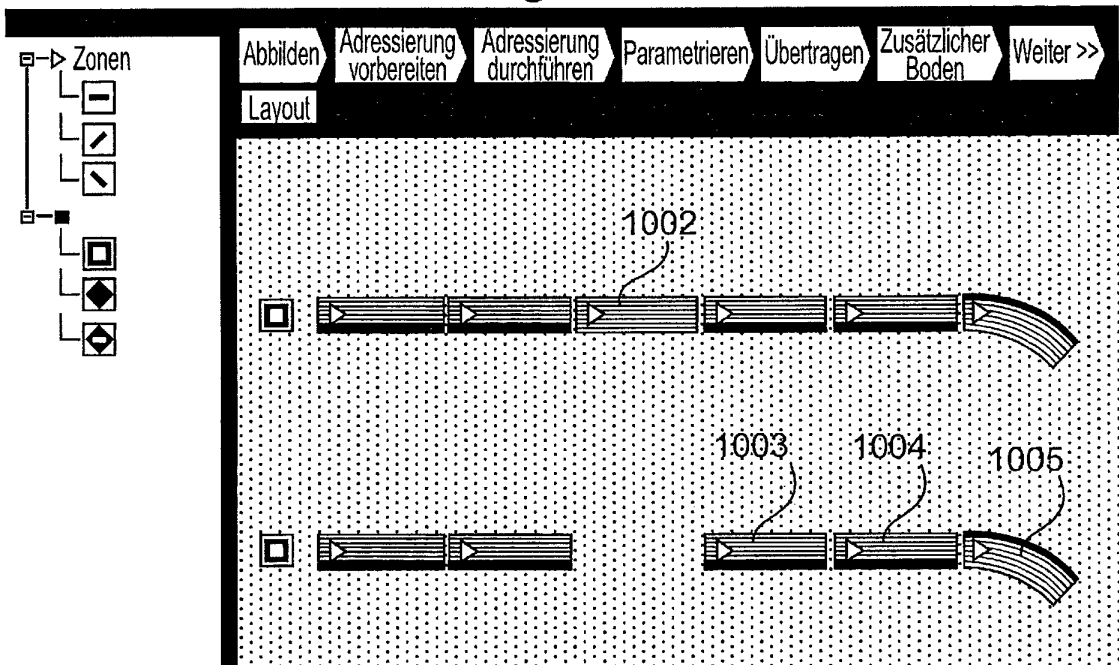 Zonen
Abbilden
Adressierung
vorbereiten
Adressierung
durchführen
Parametrieren
Übertragen
Zusätzlicher
Boden
Weiter >>
Layout
1002
1003
1004
1005